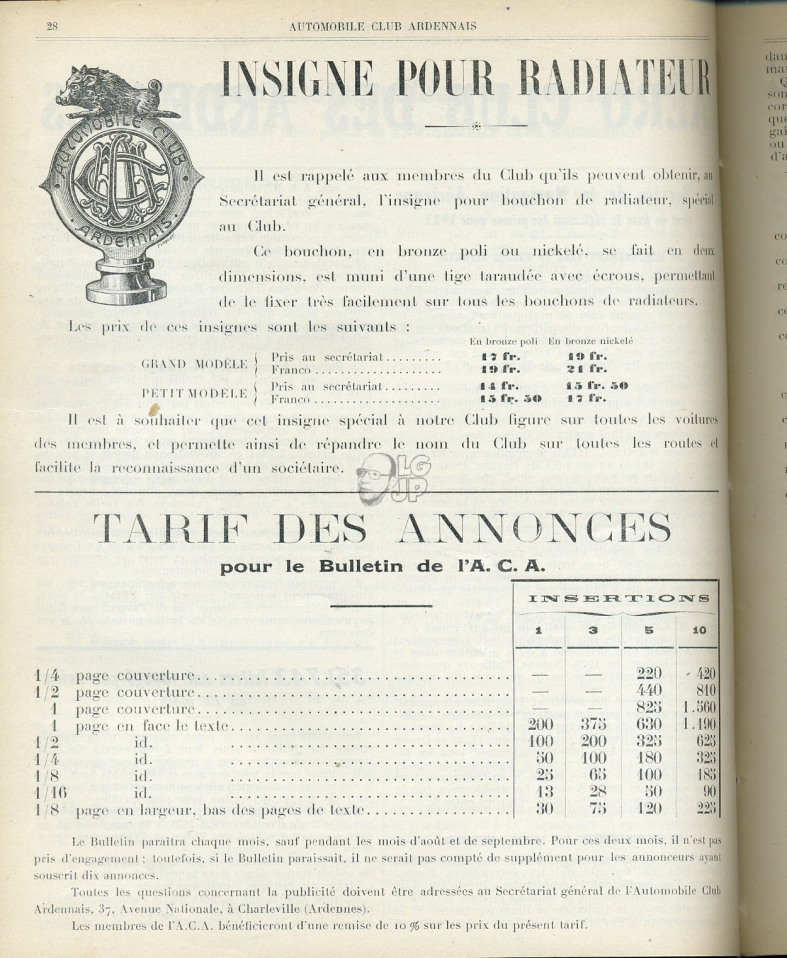 28
AUTOMOBILE CLUB ARDENNAIS
INSIGNE POUR RADIATEUR
AUTOMOBILE CLUB
ARDENNAIS
Il est rappelé aux membres du Club qu'ils peuvent obtenir, au
Secrétariat général, l'insigne pour bouchon de radiateur, spécial
au Club.
Ce bouchon, en bronze poli ou nickelé, se fait en deux
dimensions, est muni d'une tige taraudée avec écrous, permettant
de le fixer très facilement sur tous les bouchons de radiateurs.
Les prix de ces insignes sont les suivants :
En bronze poli En bronze nickelé
GRAND MODÈLE { Pris au secrétariat......... 17 fr. 19 fr.
Franco.................... 19 fr. 21 fr.
PETIT MODÈLE { Pris au secrétariat......... 14 fr. 15 fr. 50
Franco.................... 15 fr. 50 17 fr.
Il est à souhaiter que cet insigne spécial à notre Club figure sur toutes les voitures
des membres, et permette ainsi de répandre le nom du Club sur toutes les routes et
facilite la reconnaissance d'un sociétaire.
LG
JP
TARIF DES ANNONCES
pour le Bulletin de l'A. C. A.
INSERTIONS
1 3 5 10
1/4 page couverture.......... — — 220 420
1/2 page couverture.......... — — 440 810
1 page couverture.......... — — 825 1.560
1 page en face le texte.......... 200 375 630 1.190
1/2 id. .......... 100 200 325 625
1/4 id. .......... 50 100 180 325
1/8 id. .......... 25 65 100 185
1/16 id. .......... 13 28 50 90
1/8 page en largeur, bas des pages de texte.......... 30 75 120 225
Le Bulletin paraîtra chaque mois, sauf pendant les mois d'août et de septembre. Pour ces deux mois, il n'est pas
pris d'engagement ; toutefois, si le Bulletin paraissait, il ne serait pas compté de supplément pour les annonceurs ayant
souscrit dix annonces.
Toutes les questions concernant la publicité doivent être adressées au Secrétariat général de l'Automobile Club
Ardennais, 37, Avenue Nationale, à Charleville (Ardennes).
Les membres de l'A.C.A. bénéficieront d'une remise de 10 % sur les prix du présent tarif.